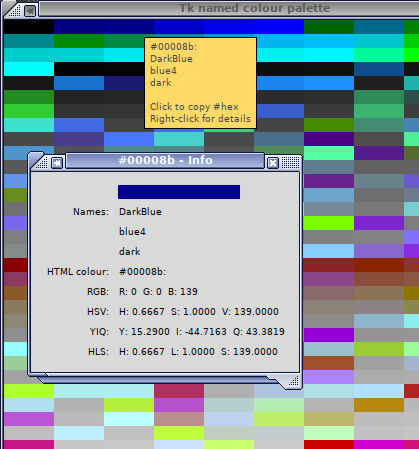 Tk named colour palette
#00008b:
DarkBlue
blue4
dark
Click to copy #hex
Right-click for details
#00008b - Info
Names: DarkBlue
blue4
dark
HTML colour: #00008b:
RGB: R: 0 G: 0 B: 139
HSV: H: 0.6667 S: 1.0000 V: 139.0000
YIQ: Y: 15.2900 I: -44.7163 Q: 43.3819
HLS: H: 0.6667 L: 1.0000 S: 139.0000